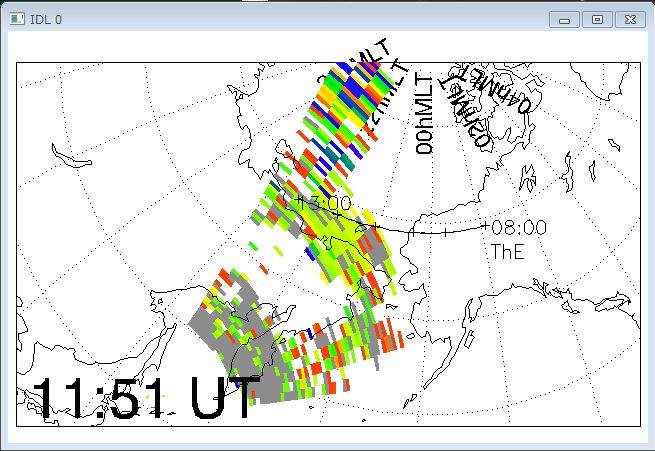 IDL 0
00hMLT
02hMLT
04hMLT
13:00
08:00
ThE
11:51 UT